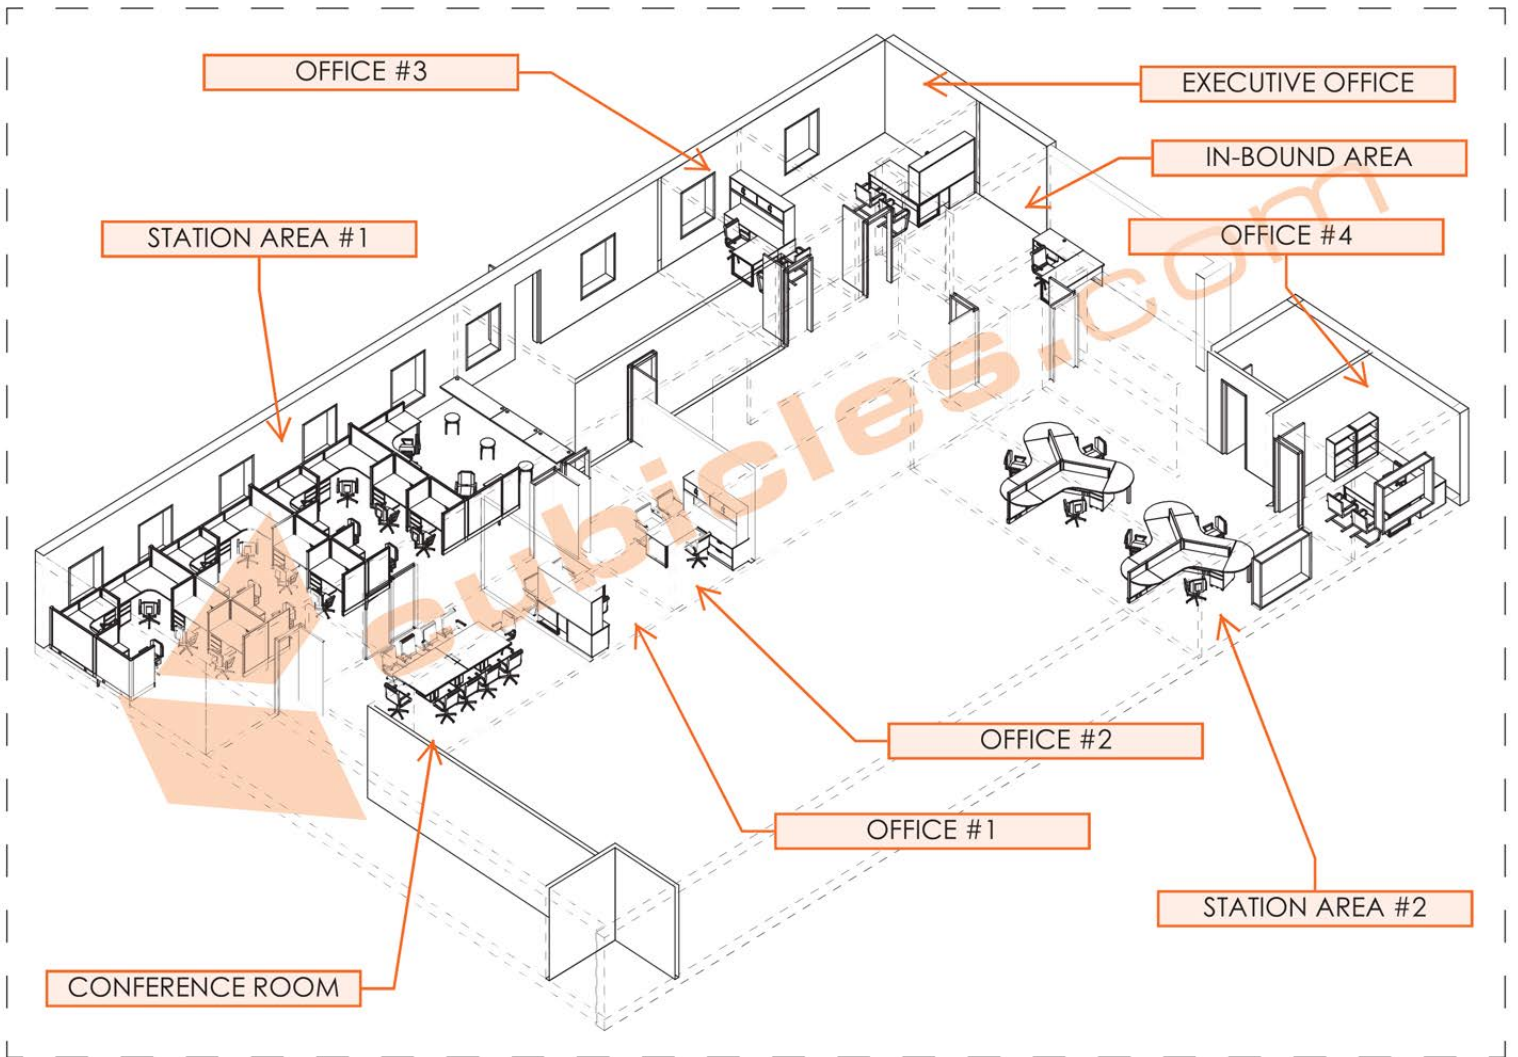 OFFICE #3
EXECUTIVE OFFICE
IN-BOUND AREA
STATION AREA #1
OFFICE #4
subicles.com
OFFICE #2
OFFICE #1
STATION AREA #2
CONFERENCE ROOM